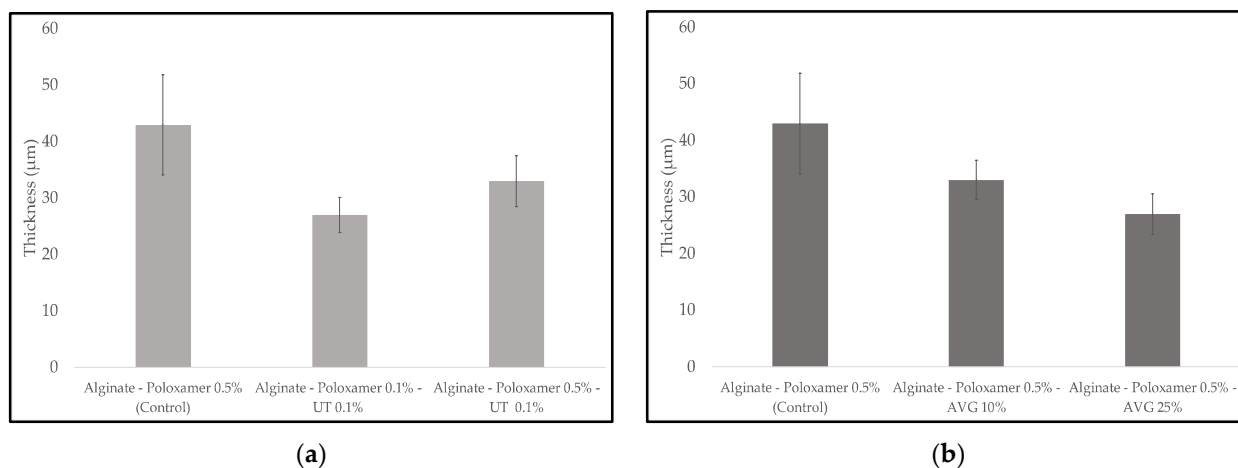 60
50
40
30
20
10
0
Thickness (µm)
Alginate - Poloxamer 0.5%
(Control)
Alginate - Poloxamer 0.1% -
UT 0.1%
Alginate - Poloxamer 0.5% -
UT 0.1%
(a)
60
50
40
30
20
10
0
Thickness (µm)
Alginate - Poloxamer 0.5%
(Control)
Alginate - Poloxamer 0.5% -
AVG 10%
Alginate - Poloxamer 0.5% -
AVG 25%
(b)